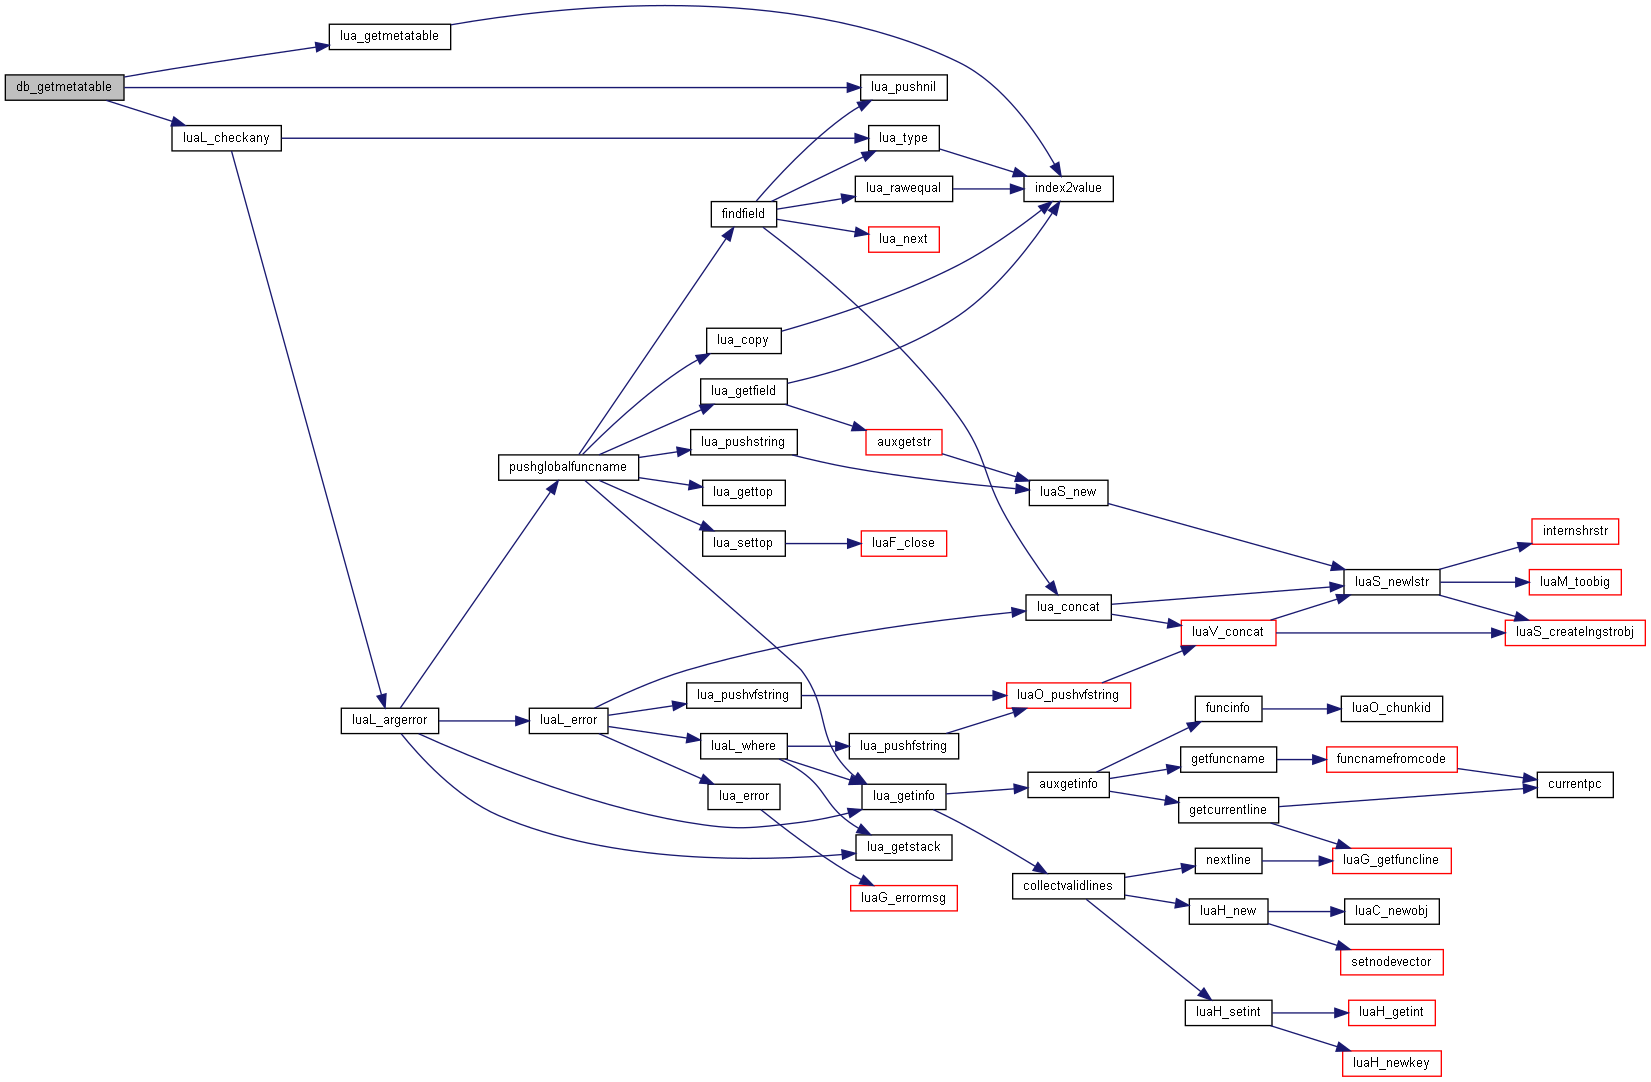 lua_getmetatable
db_getmetatable
lua_pushnil
luaL_checkany
lua_type
lua_rawequal
index2value
findfield
lua_next
lua_copy
lua_getfield
lua_pushstring
auxgetstr
pushglobalfuncname
lua_gettop
luaS_new
lua_settop
luaF_close
internshrstr
luaS_newlstr
luaM_toobig
lua_concat
luaV_concat
luaS_createlngstrobj
lua_pushvfstring
luaO_pushvfstring
luaL_argerror
luaL_error
funcinfo
luaO_chunkid
luaL_where
lua_pushfstring
getfuncname
funcnamefromcode
lua_error
lua_getinfo
auxgetinfo
currentpc
getcurrentline
lua_getstack
nextline
luaG_getfuncline
luaG_errormsg
collectvalidlines
luaH_new
luaC_newobj
setnodevector
luaH_setint
luaH_getint
luaH_newkey